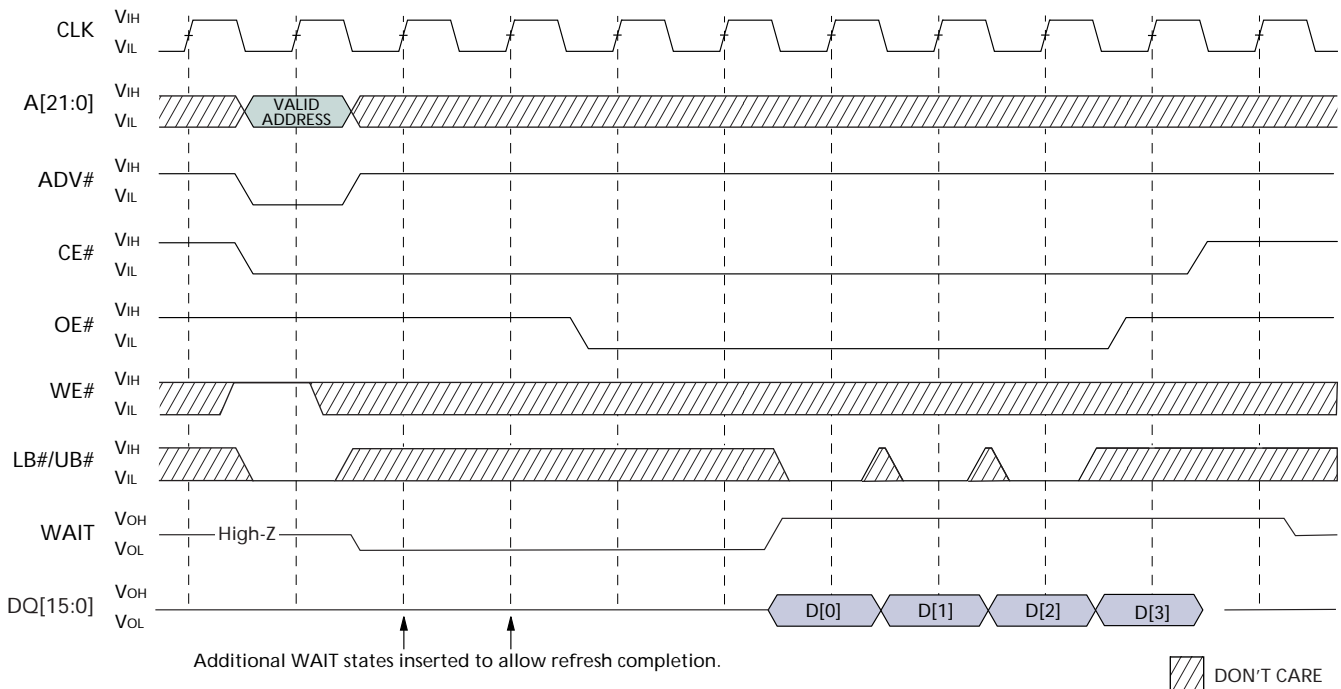 CLK
VIH
VIL
A[21:0]
VIH
VIL
VALID
ADDRESS
ADV#
VIH
VIL
CE#
VIH
VIL
OE#
VIH
VIL
WE#
VIH
VIL
LB#/UB#
VIH
VIL
WAIT
VOH
VOL
High-Z
DQ[15:0]
VOH
VOL
D[0] D[1] D[2] D[3]
Additional WAIT states inserted to allow refresh completion.
DON'T CARE